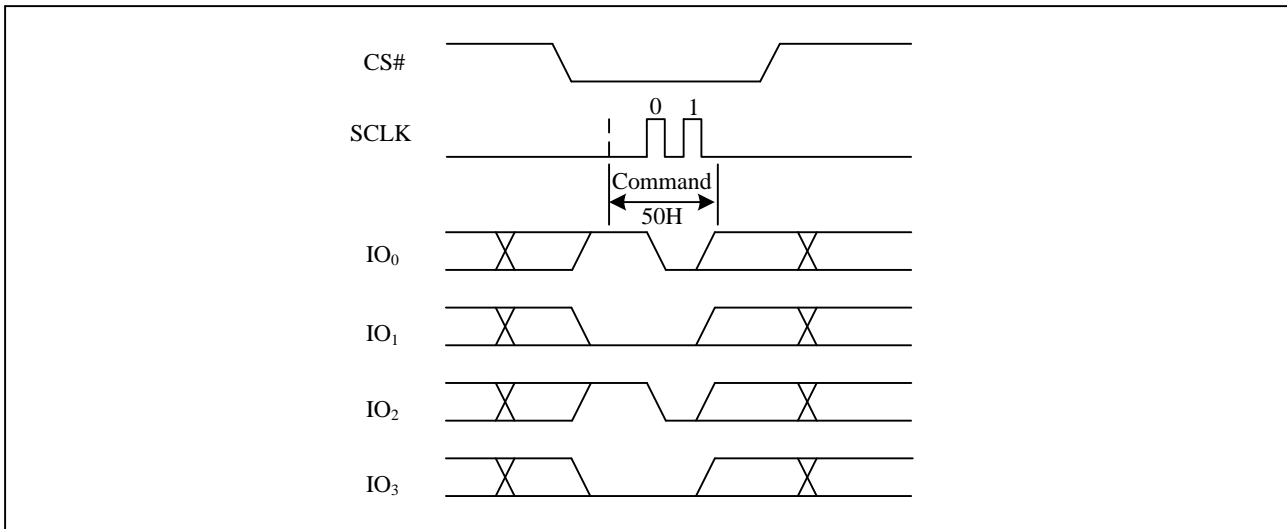 CS#
0 1
SCLK
Command
50H
IO₀
IO₁
IO₂
IO₃